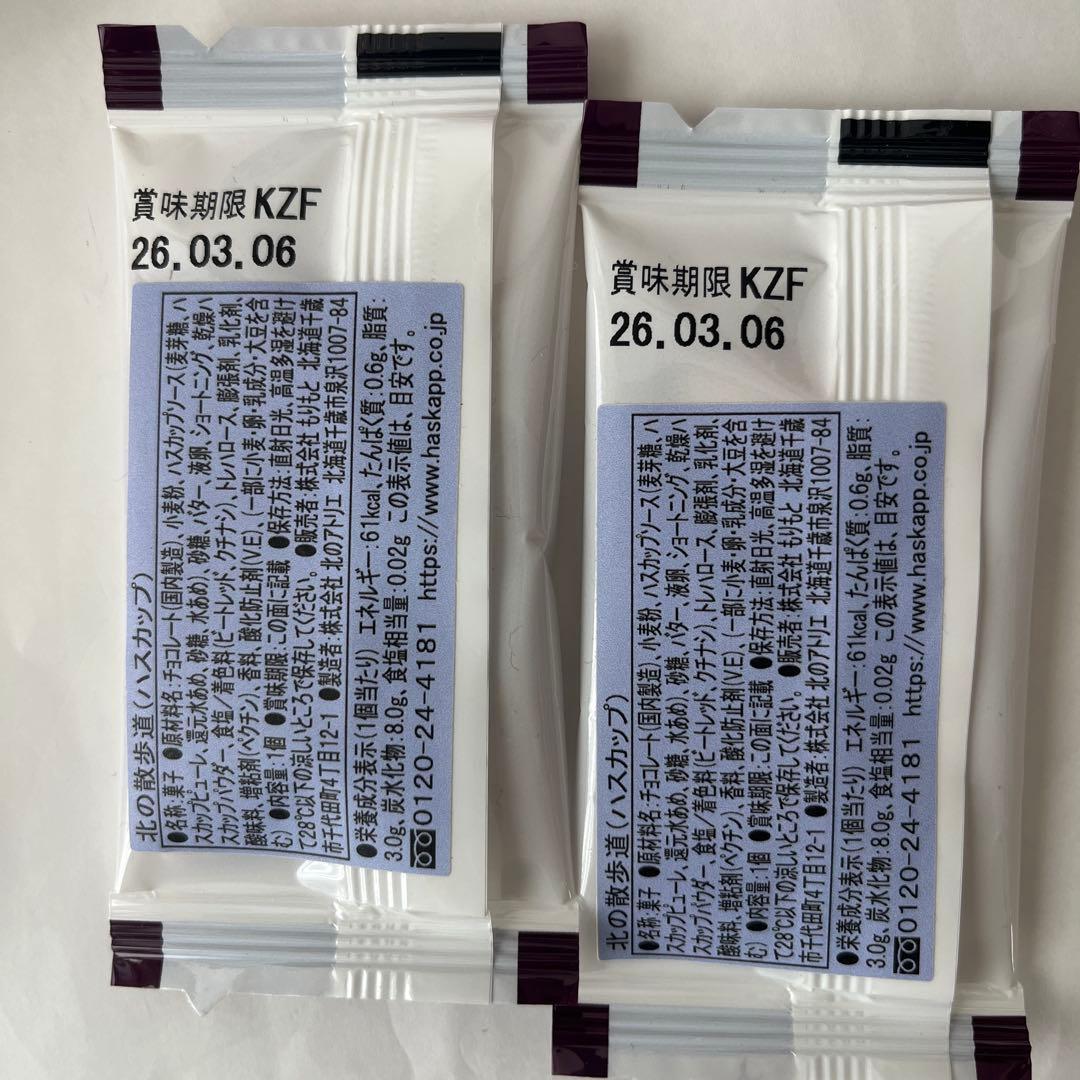 賞味期限 KZF
26.03.06
北の散歩道(ハスカップ)
●名称:菓子 ●原材料名:チョコレート(国内製造)、小麦粉、ハスカップソース(麦芽糖、ハ
スカップピューレ、還元水あめ、砂糖、水あめ)、砂糖、バター、液卵、ショートニング、乾燥ハ
スカップパウダー、食塩/着色料(ビートレッド、クチナシ)、トレハロース、膨張剤、乳化剤、
酸味料、増粘剤(ペクチン)、香料、酸化防止剤(V.E)、(一部に小麦・卵・乳成分・大豆を含
む) ●内容量:1個 ●賞味期限:この面に記載 ●保存方法:直射日光、高温多湿を避け
て28℃以下の涼しいところで保存してください。 ●販売者:株式会社 もりもと 北海道千歳
市千代田町4丁目12-1 ●製造者:株式会社 北のアトリエ 北海道千歳市泉沢1007-84
●栄養成分表示(1個当たり) エネルギー:61kcal、たんぱく質:0.6g、脂質:
3.0g、炭水化物:8.0g、食塩相当量:0.02g この表示値は、目安です。
0120-24-4181 https://www.haskapp.co.jp
賞味期限 KZF
26.03.06
北の散歩道(ハスカップ)
●名称:菓子 ●原材料名:チョコレート(国内製造)、小麦粉、ハスカップソース(麦芽糖、ハ
スカップピューレ、還元水あめ、砂糖、水あめ)、砂糖、バター、液卵、ショートニング、乾燥ハ
スカップパウダー、食塩/着色料(ビートレッド、クチナシ)、トレハロース、膨張剤、乳化剤、
酸味料、増粘剤(ペクチン)、香料、酸化防止剤(V.E)、(一部に小麦・卵・乳成分・大豆を含
む) ●内容量:1個 ●賞味期限:この面に記載 ●保存方法:直射日光、高温多湿を避け
て28℃以下の涼しいところで保存してください。 ●販売者:株式会社 もりもと 北海道千歳
市千代田町4丁目12-1 ●製造者:株式会社 北のアトリエ 北海道千歳市泉沢1007-84
●栄養成分表示(1個当たり) エネルギー:61kcal、たんぱく質:0.6g、脂質:
3.0g、炭水化物:8.0g、食塩相当量:0.02g この表示値は、目安です。
0120-24-4181 https://www.haskapp.co.jp